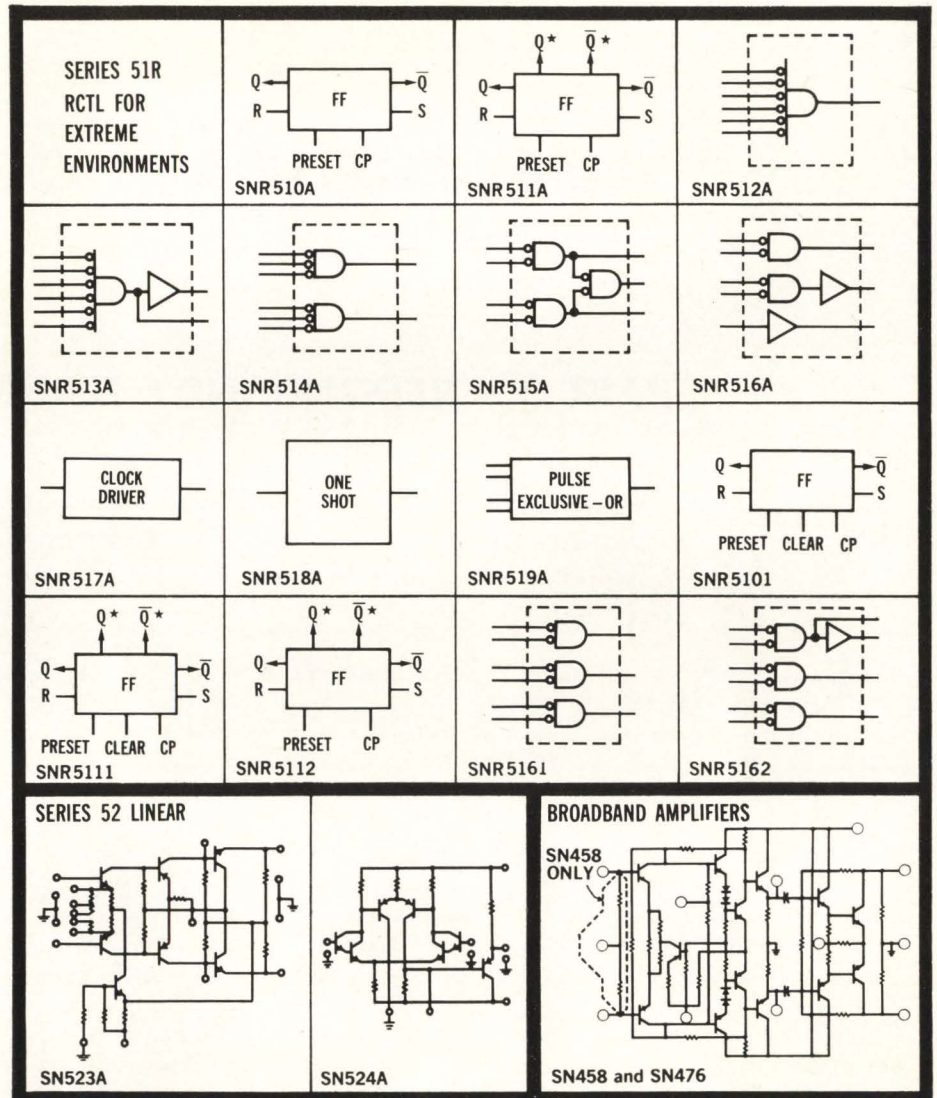 SERIES 51R
RCTL FOR
EXTREME
ENVIRONMENTS
Q Q̅
FF
R S
PRESET CP
SNR510A
Q* Q̅*
Q Q̅
FF
R S
PRESET CP
SNR511A
SNR512A
SNR513A
SNR514A
SNR515A
SNR516A
CLOCK
DRIVER
SNR517A
ONE
SHOT
SNR518A
PULSE
EXCLUSIVE-OR
SNR519A
Q Q̅
FF
R S
PRESET CLEAR CP
SNR5101
Q* Q̅*
Q Q̅
FF
R S
PRESET CLEAR CP
SNR5111
Q* Q̅*
Q Q̅
FF
R S
PRESET CP
SNR5112
SNR5161
SNR5162
SERIES 52 LINEAR
SN523A
SN524A
BROADBAND AMPLIFIERS
SN458
ONLY
SN458 and SN476